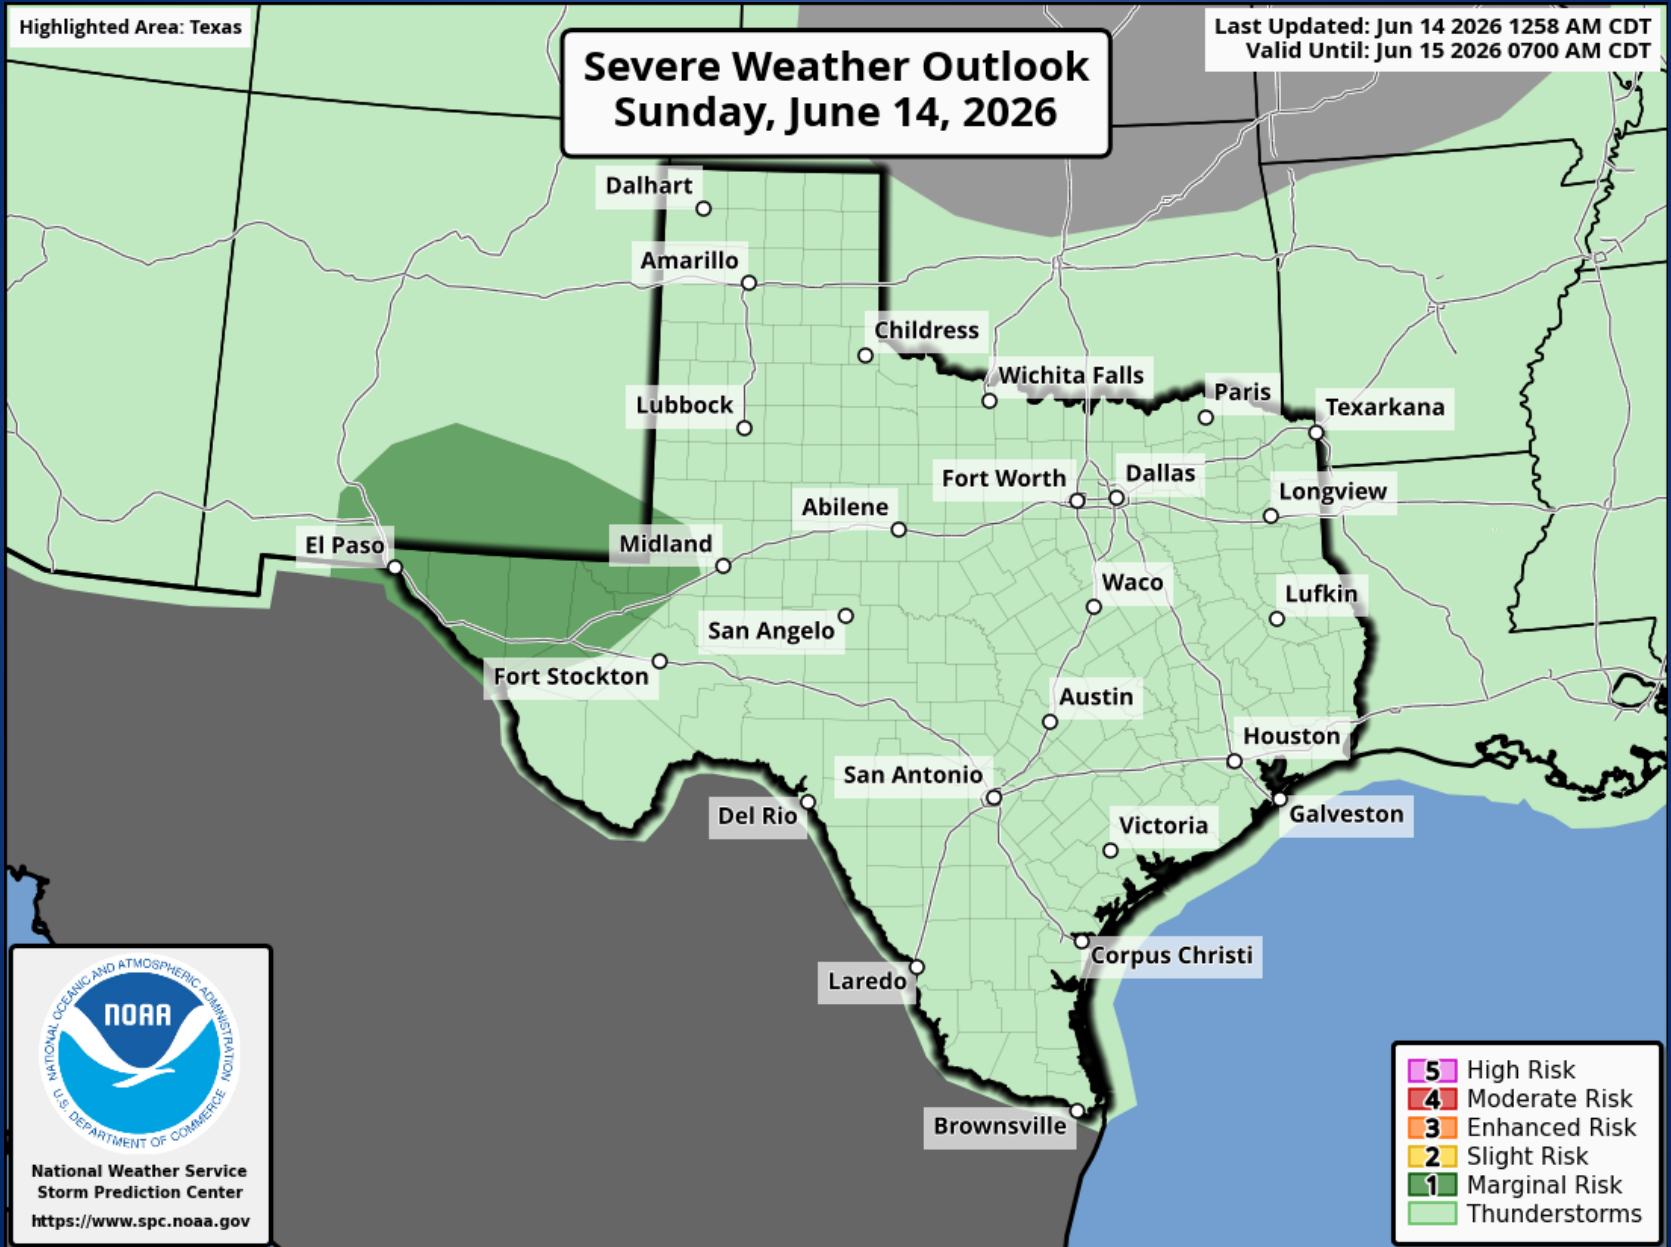 Highlighted Area: Texas
Severe Weather Outlook
Sunday, June 14, 2026
Last Updated: Jun 14 2026 1258 AM CDT
Valid Until: Jun 15 2026 0700 AM CDT
Dalhart
Amarillo
Childress
Wichita Falls
Paris
Texarkana
Lubbock
Fort Worth
Dallas
Longview
Abilene
El Paso
Midland
Waco
Lufkin
San Angelo
Fort Stockton
Austin
Houston
San Antonio
Del Rio
Galveston
Victoria
Corpus Christi
Laredo
Brownsville
NATIONAL OCEANIC AND ATMOSPHERIC ADMINISTRATION
NOAA
U.S. DEPARTMENT OF COMMERCE
National Weather Service
Storm Prediction Center
https://www.spc.noaa.gov
5 High Risk
4 Moderate Risk
3 Enhanced Risk
2 Slight Risk
1 Marginal Risk
Thunderstorms